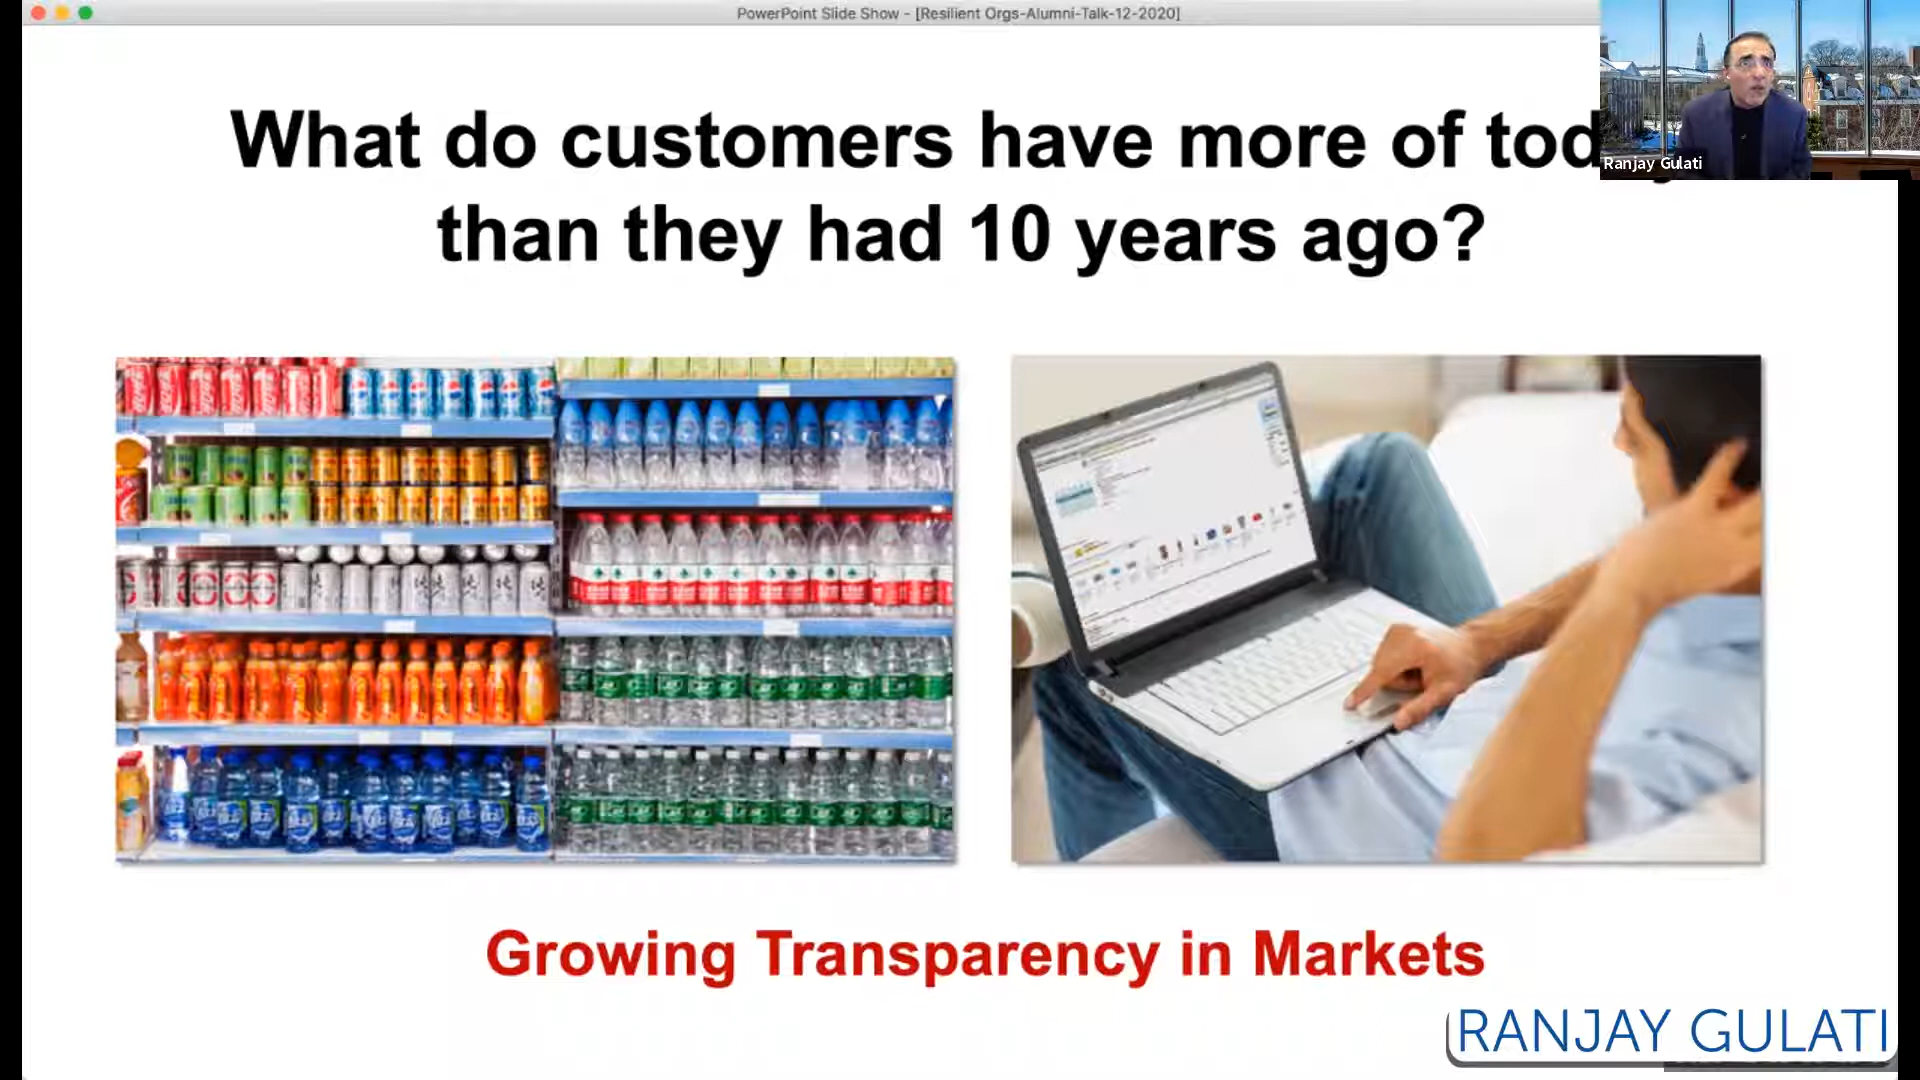 PowerPoint Slide Show - [Resilient Orgs-Alumni-Talk-12-2020]
What do customers have more of tod
than they had 10 years ago?
Ranjay Gulati
Growing Transparency in Markets
RANJAY GULATI